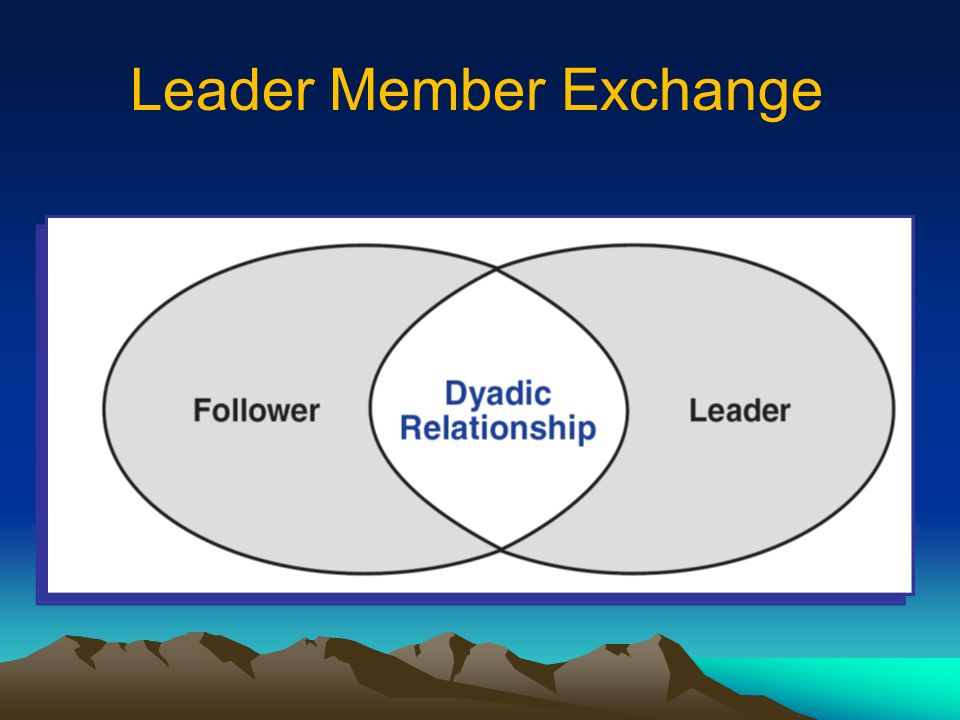 Leader Member Exchange
Follower
Dyadic
Relationship
Leader